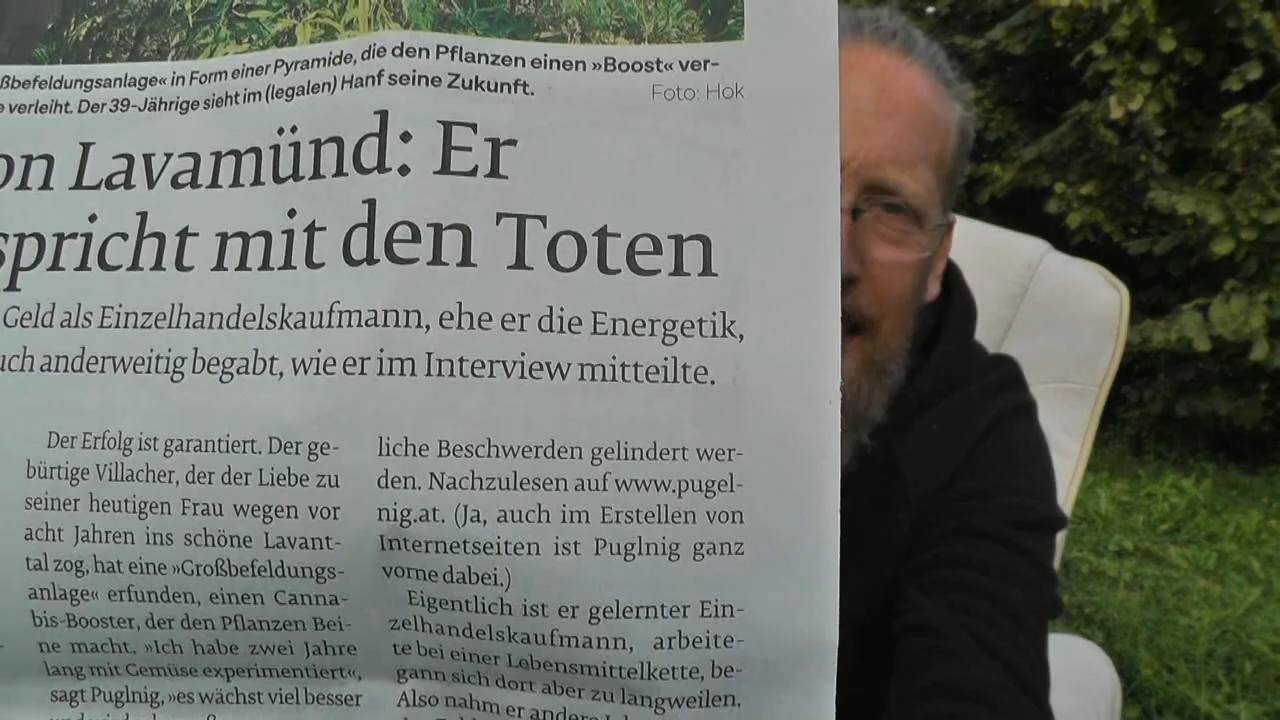 ßbefeldungsanlage« in Form einer Pyramide, die den Pflanzen einen »Boost« ver-
e verleiht. Der 39-Jährige sieht im (legalen) Hanf seine Zukunft.
Foto: Hok
on Lavamünd: Er
spricht mit den Toten
Geld als Einzelhandelskaufmann, ehe er die Energetik,
uch anderweitig begabt, wie er im Interview mitteilte.
Der Erfolg ist garantiert. Der ge-
bürtige Villacher, der der Liebe zu
seiner heutigen Frau wegen vor
acht Jahren ins schöne Lavant-
tal zog, hat eine »Großbefeldungs-
anlage« erfunden, einen Canna-
bis-Booster, der den Pflanzen Bei-
ne macht. »Ich habe zwei Jahre
lang mit Gemüse experimentiert«,
sagt Puglnig, »es wächst viel besser
liche Beschwerden gelindert wer-
den. Nachzulesen auf www.pugel-
nig.at. (Ja, auch im Erstellen von
Internetseiten ist Puglnig ganz
vorne dabei.)
Eigentlich ist er gelernter Ein-
zelhandelskaufmann, arbeite-
te bei einer Lebensmittelkette, be-
gann sich dort aber zu langweilen.
Also nahm er andere